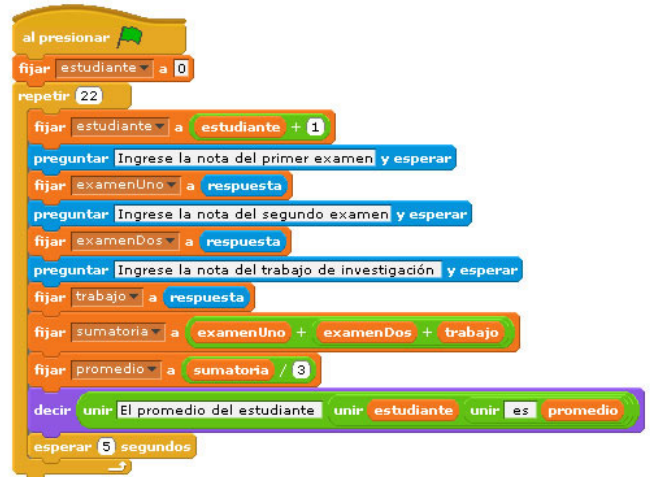 al presionar
fijar estudiante a 0
repetir 22
fijar estudiante a estudiante + 1
preguntar Ingrese la nota del primer examen y esperar
fijar examenUno a respuesta
preguntar Ingrese la nota del segundo examen y esperar
fijar examenDos a respuesta
preguntar Ingrese la nota del trabajo de investigación y esperar
fijar trabajo a respuesta
fijar sumatoria a examenUno + examenDos + trabajo
fijar promedio a sumatoria / 3
decir unir El promedio del estudiante unir estudiante unir es promedio
esperar 5 segundos